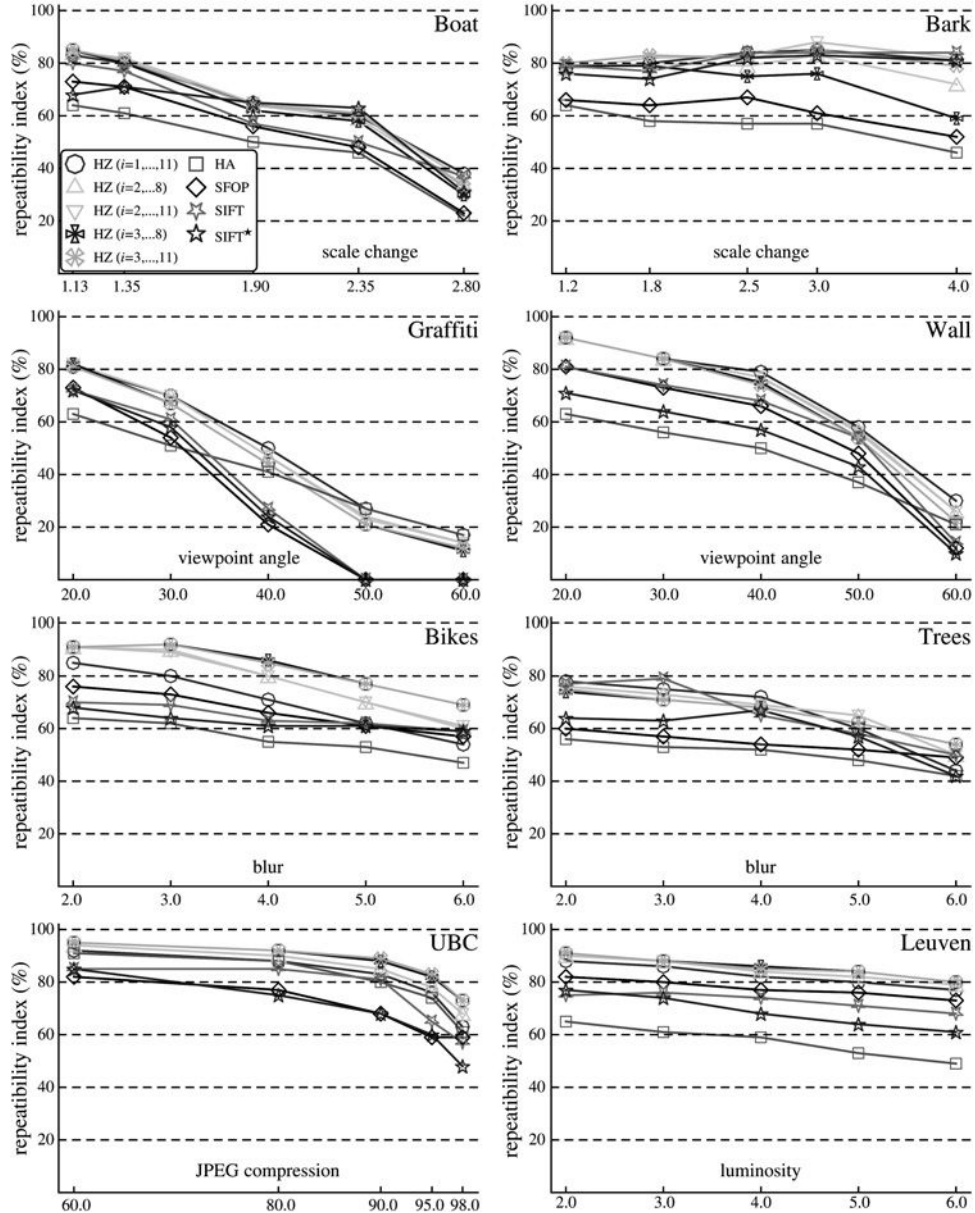 Boat
repeatibility index (%)
100
80
60
40
20
HZ (i=1,...,11)
HZ (i=2,...8)
HZ (i=2,...,11)
HZ (i=3,...8)
HZ (i=3,...,11)
HA
SFOP
SIFT
SIFT★
scale change
1.13 1.35 1.90 2.35 2.80
Bark
repeatibility index (%)
100
80
60
40
20
scale change
1.2 1.8 2.5 3.0 4.0
Graffiti
repeatibility index (%)
100
80
60
40
20
viewpoint angle
20.0 30.0 40.0 50.0 60.0
Wall
repeatibility index (%)
100
80
60
40
20
viewpoint angle
20.0 30.0 40.0 50.0 60.0
Bikes
repeatibility index (%)
100
80
60
40
20
blur
2.0 3.0 4.0 5.0 6.0
Trees
repeatibility index (%)
100
80
60
40
20
blur
2.0 3.0 4.0 5.0 6.0
UBC
repeatibility index (%)
100
80
60
40
20
JPEG compression
60.0 80.0 90.0 95.0 98.0
Leuven
repeatibility index (%)
100
80
60
40
20
luminosity
2.0 3.0 4.0 5.0 6.0